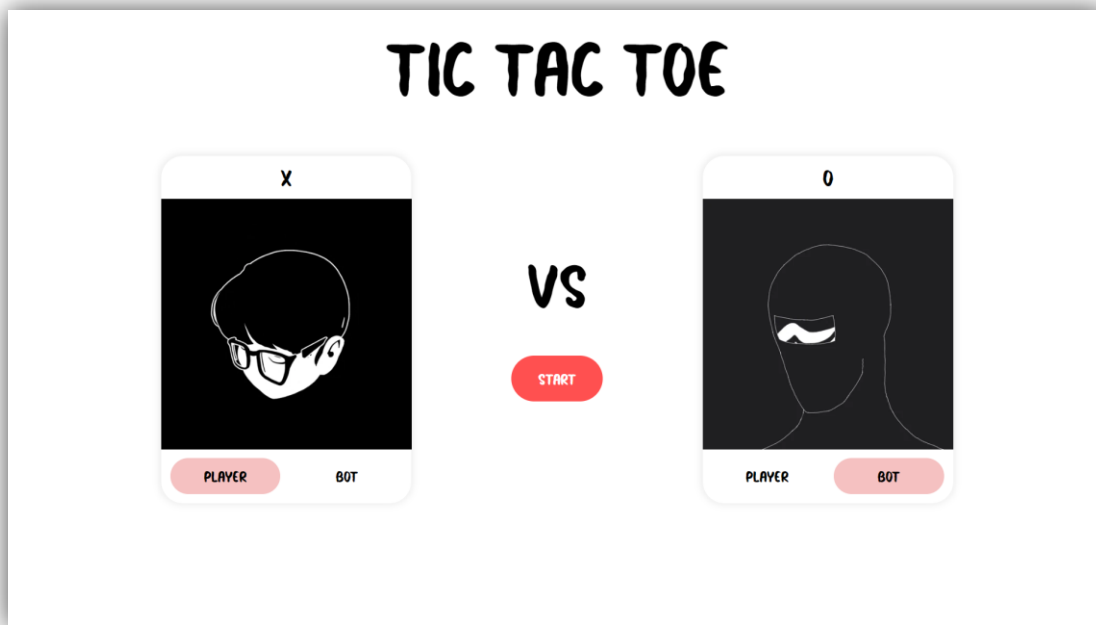 TIC TAC TOE
X
O
VS
START
PLAYER BOT
PLAYER BOT